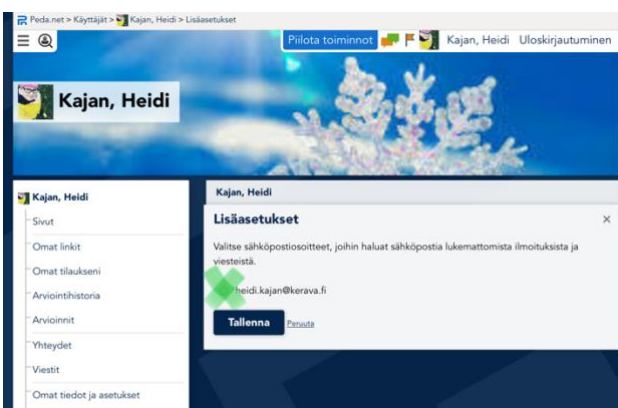 Peda.net > Käyttäjät > Kajan, Heidi > Lisäasetukset
Piilota toiminnot Kajan, Heidi Uloskirjautuminen
Kajan, Heidi
Kajan, Heidi
Sivut
Omat linkit
Omat tilaukseni
Arviointihistoria
Arvioinnit
Yhteydet
Viestit
Omat tiedot ja asetukset
Kajan, Heidi
Lisäasetukset
Valitse sähköpostiosoitteet, joihin haluat sähköpostia lukemattomista ilmoituksista ja
viesteistä.
heidi.kajan@kerava.fi
Tallenna Peruuta